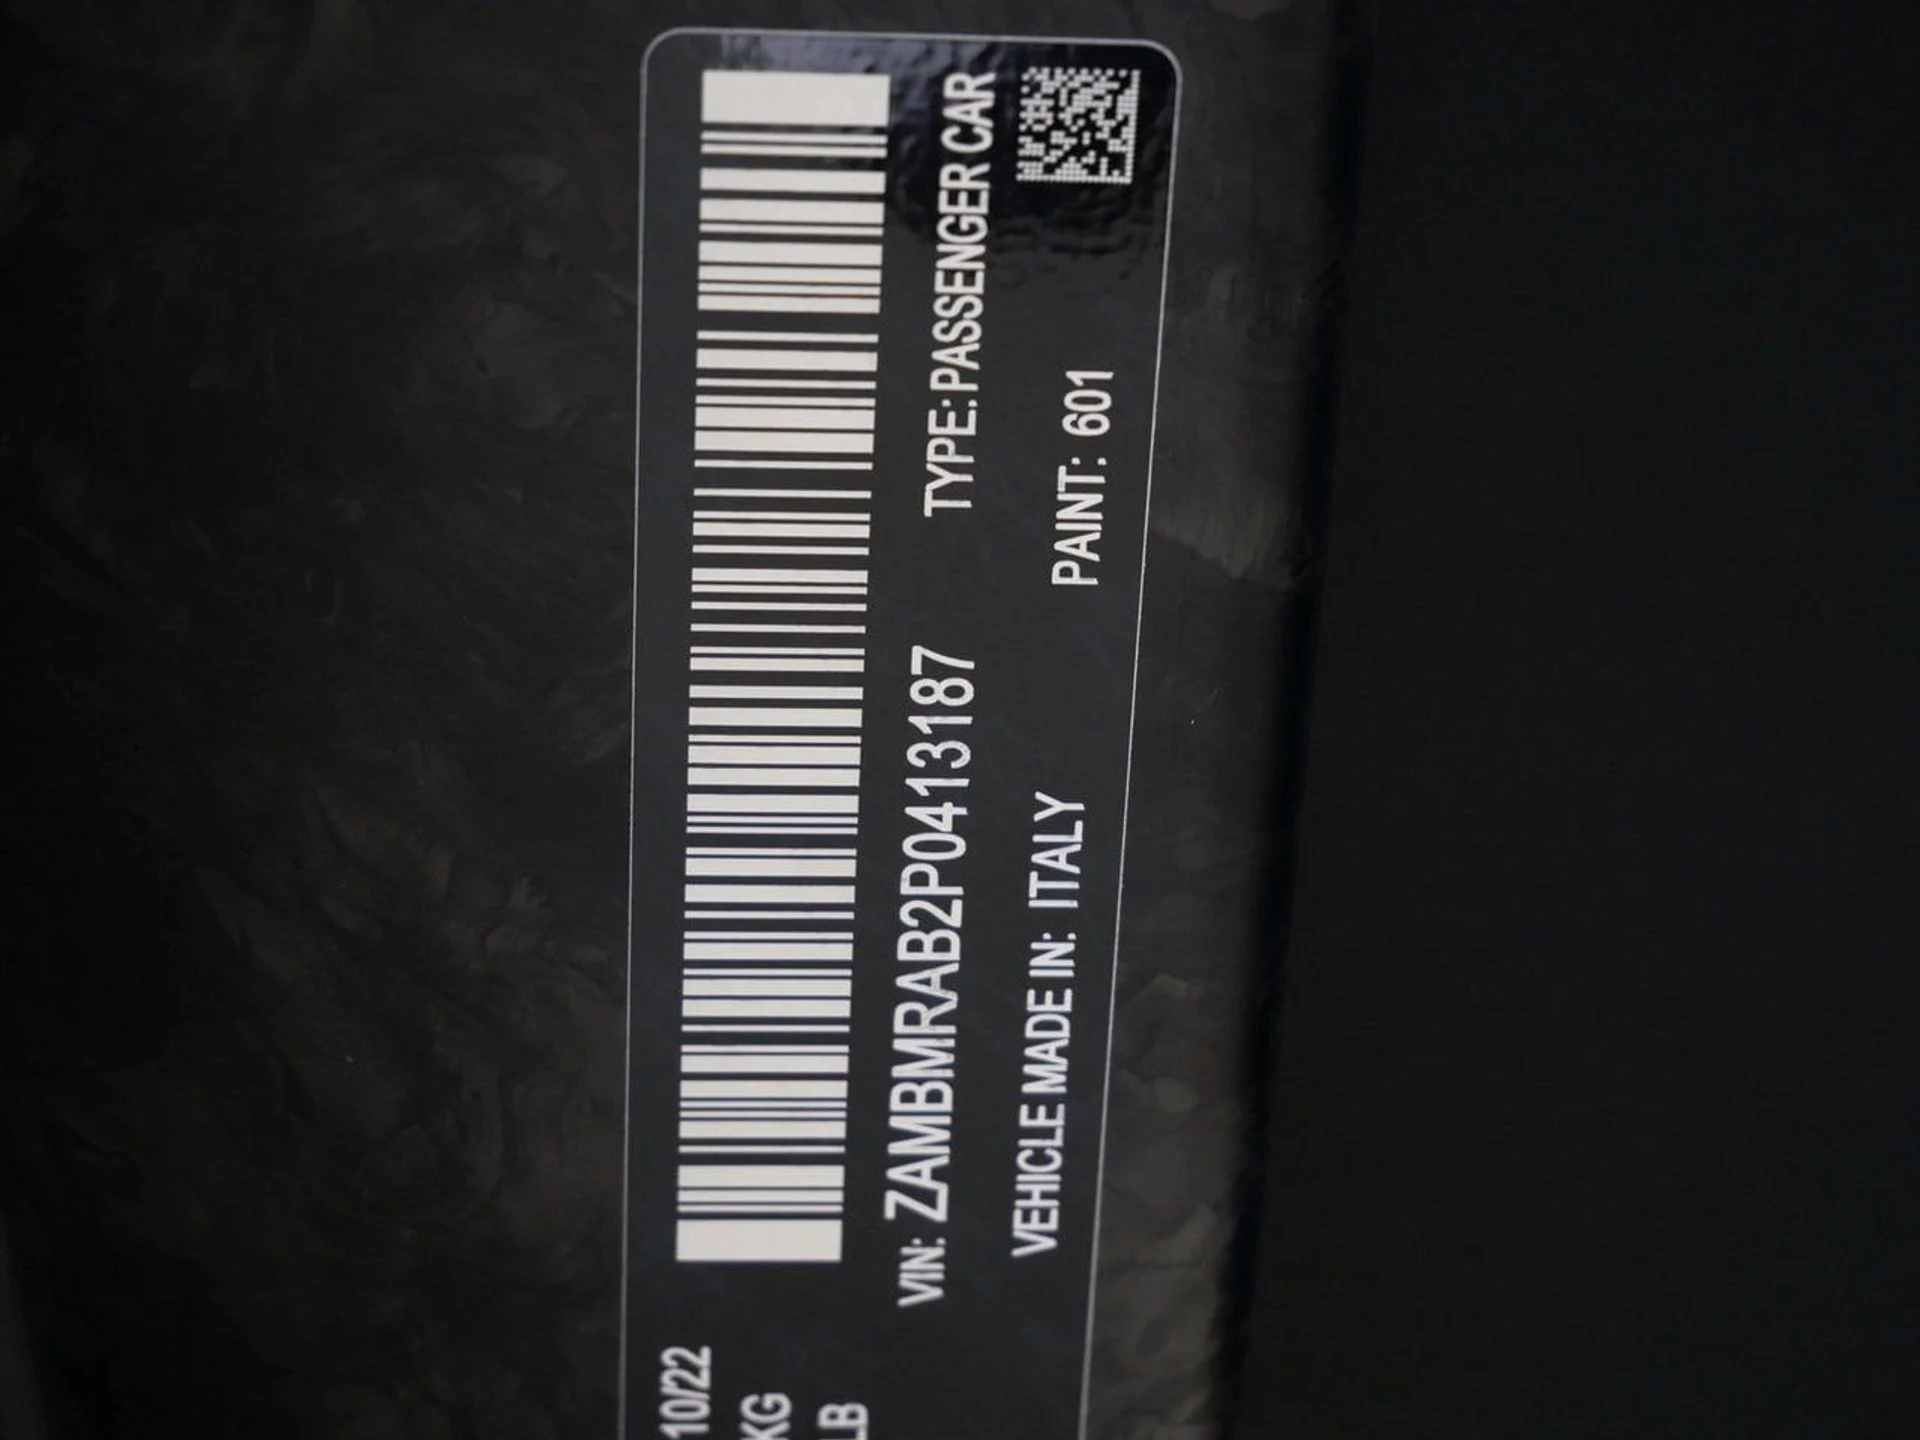 10/22
KG
LB
VIN: ZAMBMRAB2P0413187 TYPE: PASSENGER CAR
VEHICLE MADE IN: ITALY PAINT: 601